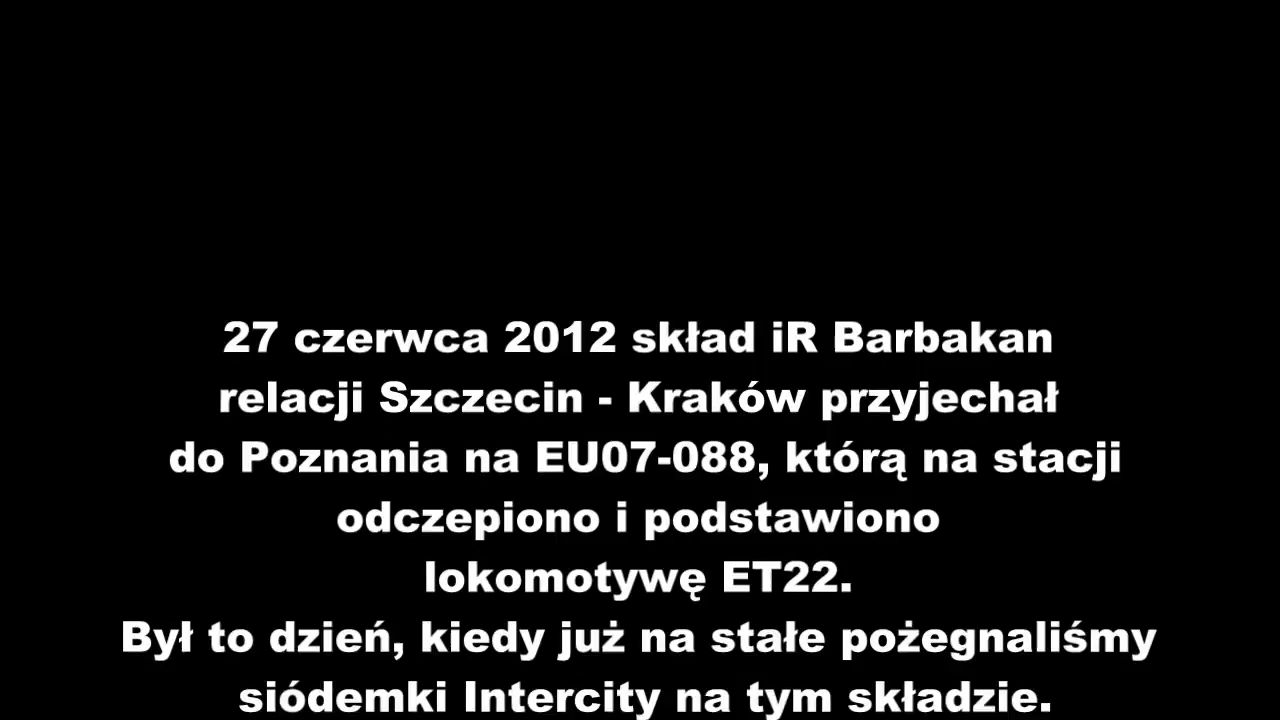 27 czerwca 2012 skład iR Barbakan
relacji Szczecin - Kraków przyjechał
do Poznania na EU07-088, którą na stacji
odczepiono i podstawiono
lokomotywę ET22.
Był to dzień, kiedy już na stałe pożegnaliśmy
siódemki Intercity na tym składzie.